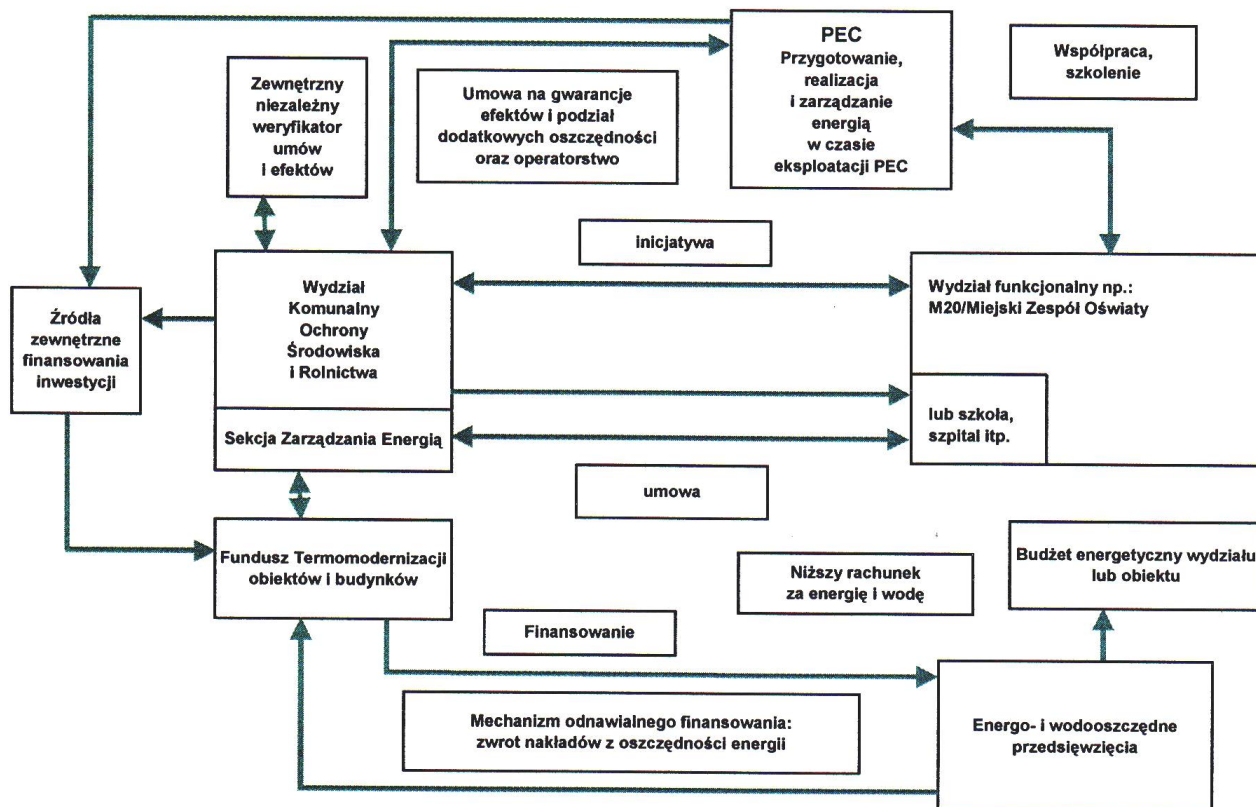 PEC
Przygotowanie,
realizacja
i zarządzanie
energią
w czasie
eksploatacji PEC
Współpraca,
szkolenie
Zewnętrzny
niezależny
weryfikator
umów
i efektów
Umowa na gwarancje
efektów i podział
dodatkowych oszczędności
oraz operatorstwo
inicjatywa
Wydział
Komunalny
Ochrony
Środowiska
i Rolnictwa
Wydział funkcjonalny np.:
M20/Miejski Zespół Oświaty
Źródła
zewnętrzne
finansowania
inwestycji
lub szkoła,
szpital itp.
Sekcja Zarządzania Energią
umowa
Fundusz Termomodernizacji
obiektów i budynków
Niższy rachunek
za energię i wodę
Budżet energetyczny wydziału
lub obiektu
Finansowanie
Mechanizm odnawialnego finansowania:
zwrot nakładów z oszczędności energii
Energo- i wodooszczędne
przedsięwzięcia